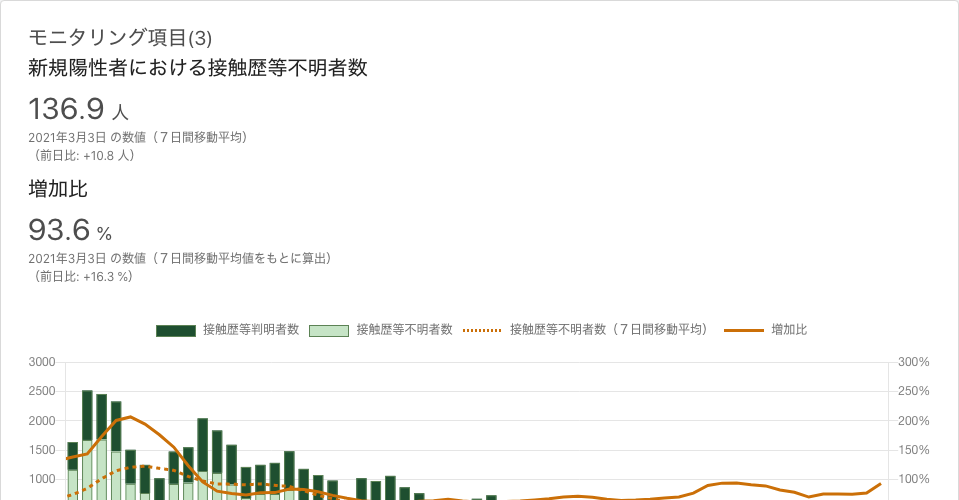 モニタリング項目(3)
新規陽性者における接触歴等不明者数
136.9 人
2021年3月3日 の数値（７日間移動平均）
（前日比: +10.8 人）
増加比
93.6 %
2021年3月3日 の数値（７日間移動平均値をもとに算出）
（前日比: +16.3 %）
接触歴等判明者数 接触歴等不明者数 接触歴等不明者数（７日間移動平均） 増加比
3000 300%
2500 250%
2000 200%
1500 150%
1000 100%